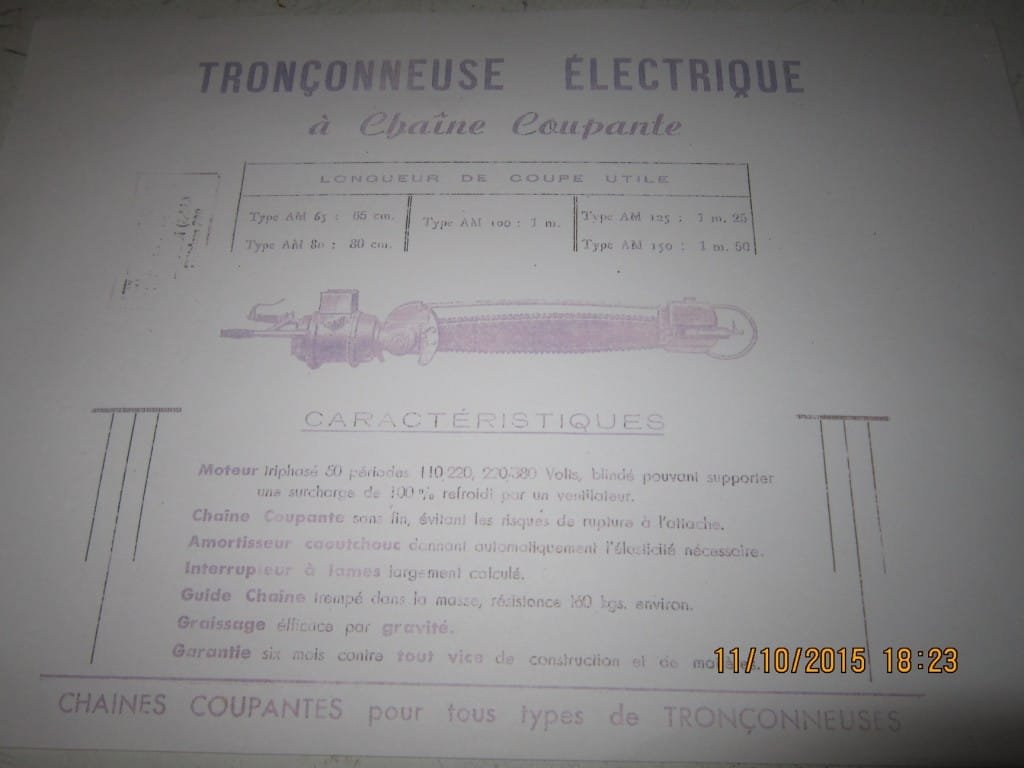 TRONÇONNEUSE ÉLECTRIQUE
à Chaîne Coupante
LONGUEUR DE COUPE UTILE
Type AM 65 : 65 cm.
Type AM 80 : 80 cm.
Type AM 100 : 1 m.
Type AM 125 : 1 m. 25
Type AM 150 : 1 m. 50
CARACTÉRISTIQUES
Moteur triphasé 50 périodes 110/220, 220/380 Volts, blindé pouvant supporter
une surcharge de 100 % refroidi par un ventilateur.
Chaîne Coupante sans fin, évitant les risques de rupture à l'attache.
Amortisseur caoutchouc donnant automatiquement l'élasticité nécessaire.
Interrupteur à lames largement calculé.
Guide Chaîne trempé dans la masse, résistance 160 kgs. environ.
Graissage éfficace par gravité.
Garantie six mois contre tout vice de construction et de
11/10/2015 18:23
CHAINES COUPANTES pour tous types de TRONÇONNEUSES